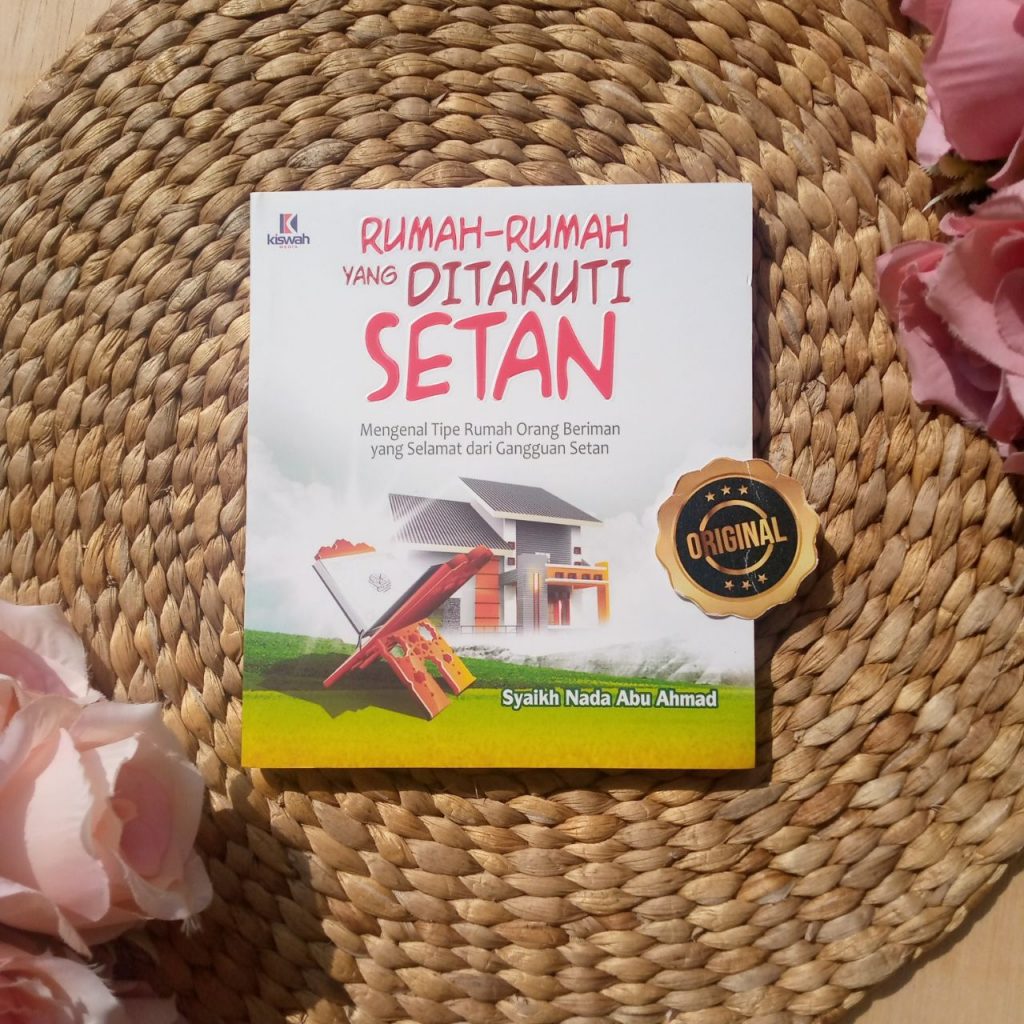 kiswah
MEDIA
RUMAH-RUMAH
YANG DITAKUTI
SETAN
Mengenal Tipe Rumah Orang Beriman
yang Selamat dari Gangguan Setan
ORIGINAL
Syaikh Nada Abu Ahmad